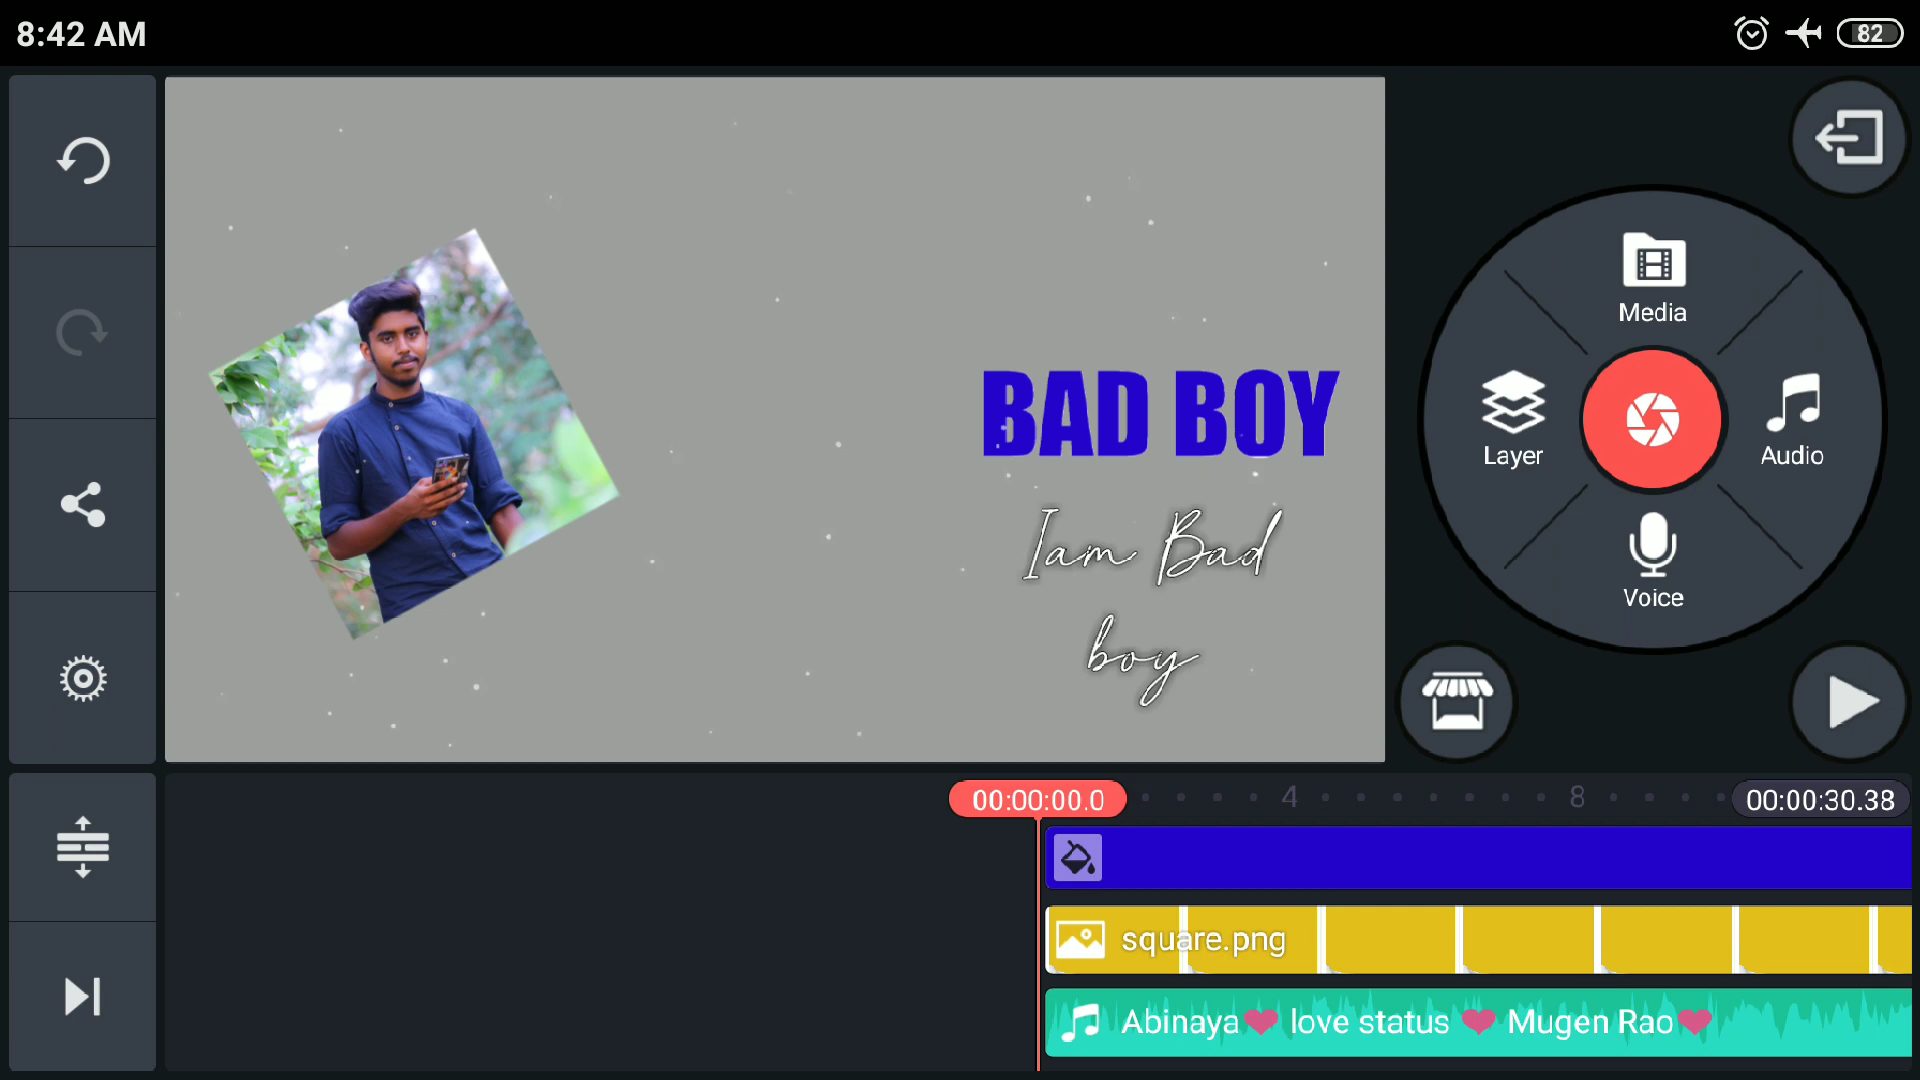 8:42 AM
82
BAD BOY
Iam Bad
boy
Media
Layer
Audio
Voice
00:00:00.0
4
8
00:00:30.38
square.png
Abinaya❤ love status ❤ Mugen Rao❤